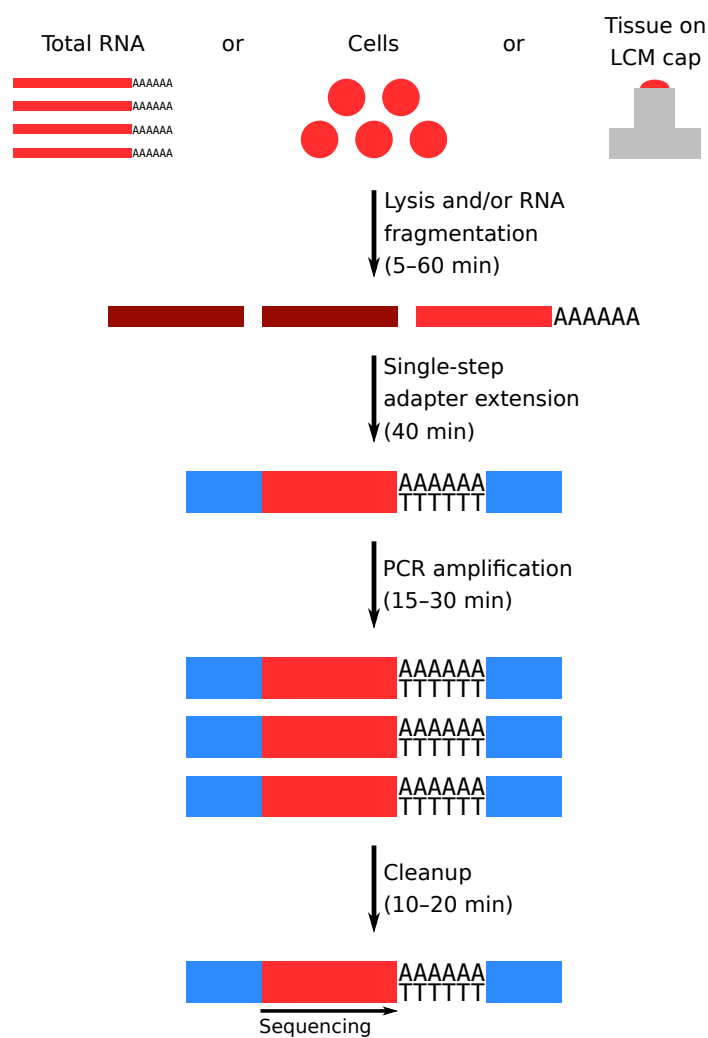 Total RNA or Cells or Tissue on
LCM cap
AAAAAA
AAAAAA
AAAAAA
AAAAAA
Lysis and/or RNA
fragmentation
(5–60 min)
AAAAAA
Single-step
adapter extension
(40 min)
AAAAAA
TTTTTT
PCR amplification
(15–30 min)
AAAAAA
TTTTTT
AAAAAA
TTTTTT
AAAAAA
TTTTTT
Cleanup
(10–20 min)
AAAAAA
TTTTTT
Sequencing